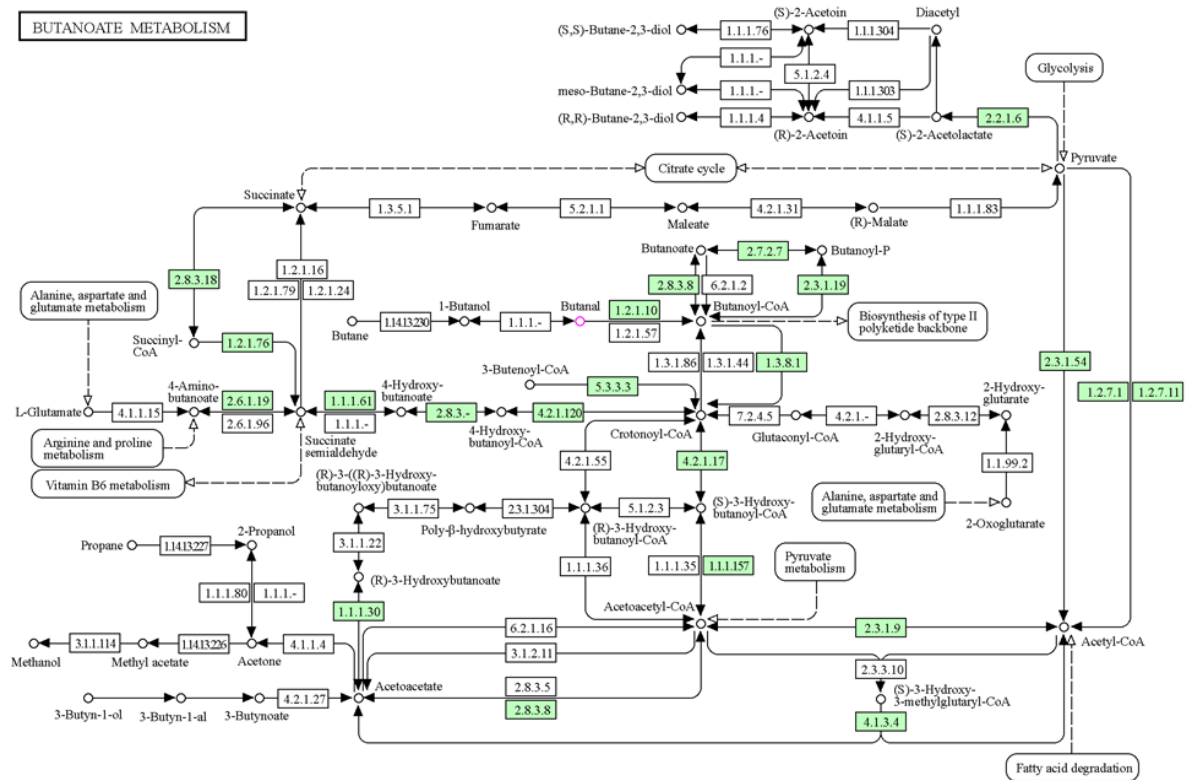 BUTANOATE METABOLISM
(S)-2-Acetoin
Diacetyl
(S,S)-Butane-2,3-diol
1.1.1.76
1.1.1.304
1.1.1.-
5.1.2.4
Glycolysis
meso-Butane-2,3-diol
1.1.1.-
1.1.1.303
(R,R)-Butane-2,3-diol
1.1.1.4
4.1.1.5
2.2.1.6
(R)-2-Acetoin
(S)-2-Acetolactate
Citrate cycle
Pyruvate
Succinate
1.3.5.1
5.2.1.1
4.2.1.31
1.1.1.83
Fumarate
Maleate
(R)-Malate
Butanoate
2.7.2.7
Butanoyl-P
2.8.3.18
1.2.1.16
1.2.1.79
1.2.1.24
2.8.3.8
6.2.1.2
2.3.1.19
Alanine, aspartate and
glutamate metabolism
1-Butanol
Butanal
1.2.1.10
Butanoyl-CoA
1.14.13.230
1.1.1.-
1.2.1.57
Butane
Biosynthesis of type II
polyketide backbone
Succinyl-
CoA
1.2.1.76
1.3.1.86
1.3.1.44
1.3.8.1
2.3.1.54
3-Butenoyl-CoA
5.3.3.3
4-Amino-
butanoate
2.6.1.19
1.1.1.61
4-Hydroxy-
butanoate
2-Hydroxy-
glutarate
1.2.7.1
1.2.7.11
L-Glutamate
4.1.1.15
2.6.1.96
1.1.1.-
2.8.3.-
4.2.1.120
7.2.4.5
4.2.1.-
2.8.3.12
4-Hydroxy-
butanoyl-CoA
Crotonoyl-CoA
Glutaconyl-CoA
2-Hydroxy-
glutaryl-CoA
Arginine and proline
metabolism
Succinate
semialdehyde
4.2.1.55
4.2.1.17
1.1.99.2
Vitamin B6 metabolism
(R)-3-((R)-3-Hydroxy-
butanoyloxy)butanoate
3.1.1.75
2.3.1.304
5.1.2.3
(S)-3-Hydroxy-
butanoyl-CoA
Alanine, aspartate and
glutamate metabolism
Poly-β-hydroxybutyrate
(R)-3-Hydroxy-
butanoyl-CoA
2-Oxoglutarate
2-Propanol
Propane
1.14.13.227
3.1.1.22
1.1.1.36
1.1.1.35
1.1.1.157
Pyruvate
metabolism
(R)-3-Hydroxybutanoate
1.1.1.80
1.1.1.-
1.1.1.30
Acetoacetyl-CoA
6.2.1.16
2.3.1.9
3.1.1.114
1.14.13.226
4.1.1.4
3.1.2.11
Methanol
Methyl acetate
Acetone
Acetyl-CoA
2.3.3.10
Acetoacetate
2.8.3.5
4.2.1.27
2.8.3.8
(S)-3-Hydroxy-
3-methylglutaryl-CoA
3-Butyn-1-ol
3-Butyn-1-al
3-Butynoate
4.1.3.4
Fatty acid degradation